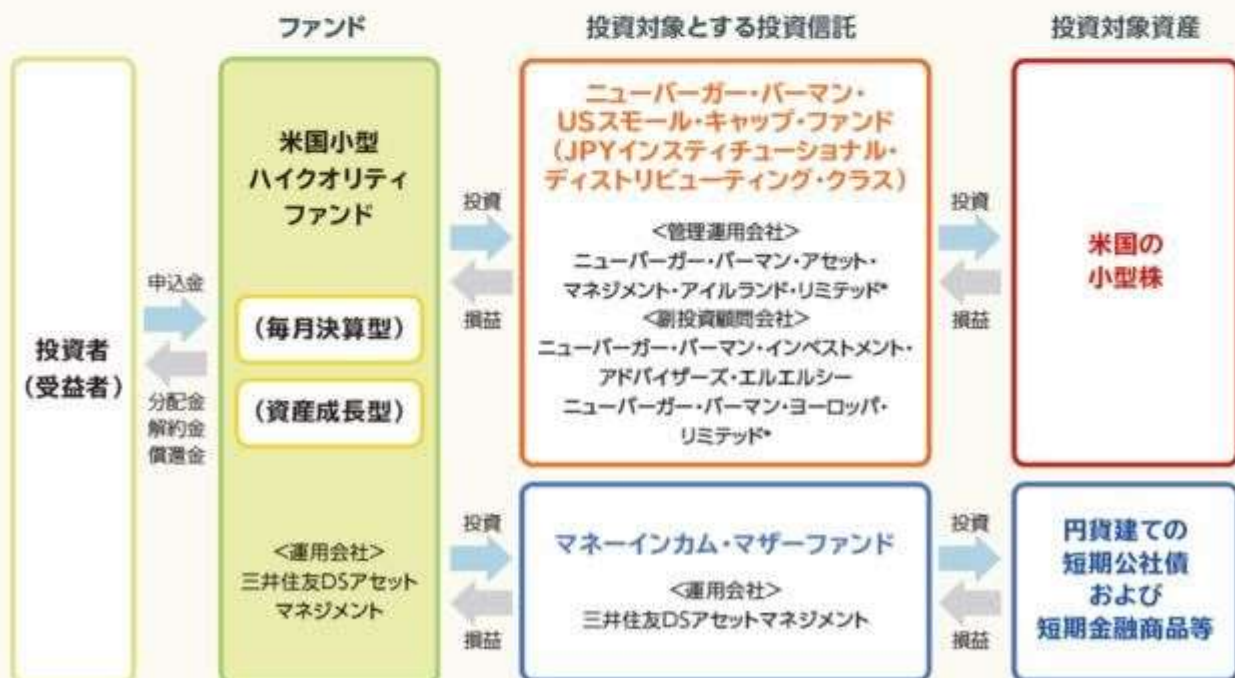 ファンド
投資対象とする投資信託
投資対象資産
投資者
(受益者)
申込金
分配金
解約金
償還金
米国小型
ハイクオリティ
ファンド
(毎月決算型)
(資産成長型)
<運用会社>
三井住友DSアセット
マネジメント
投資
損益
ニューバーガー・バーマン・
USスモール・キャップ・ファンド
(JPYインスティテューショナル・
ディストリビューティング・クラス)
<管理運用会社>
ニューバーガー・バーマン・アセット・
マネジメント・アイルランド・リミテッド*
<副投資顧問会社>
ニューバーガー・バーマン・インベストメント・
アドバイザーズ・エルエルシー
ニューバーガー・バーマン・ヨーロッパ・
リミテッド*
投資
損益
米国の
小型株
投資
損益
マネーインカム・マザーファンド
<運用会社>
三井住友DSアセットマネジメント
投資
損益
円貨建ての
短期公社債
および
短期金融商品等